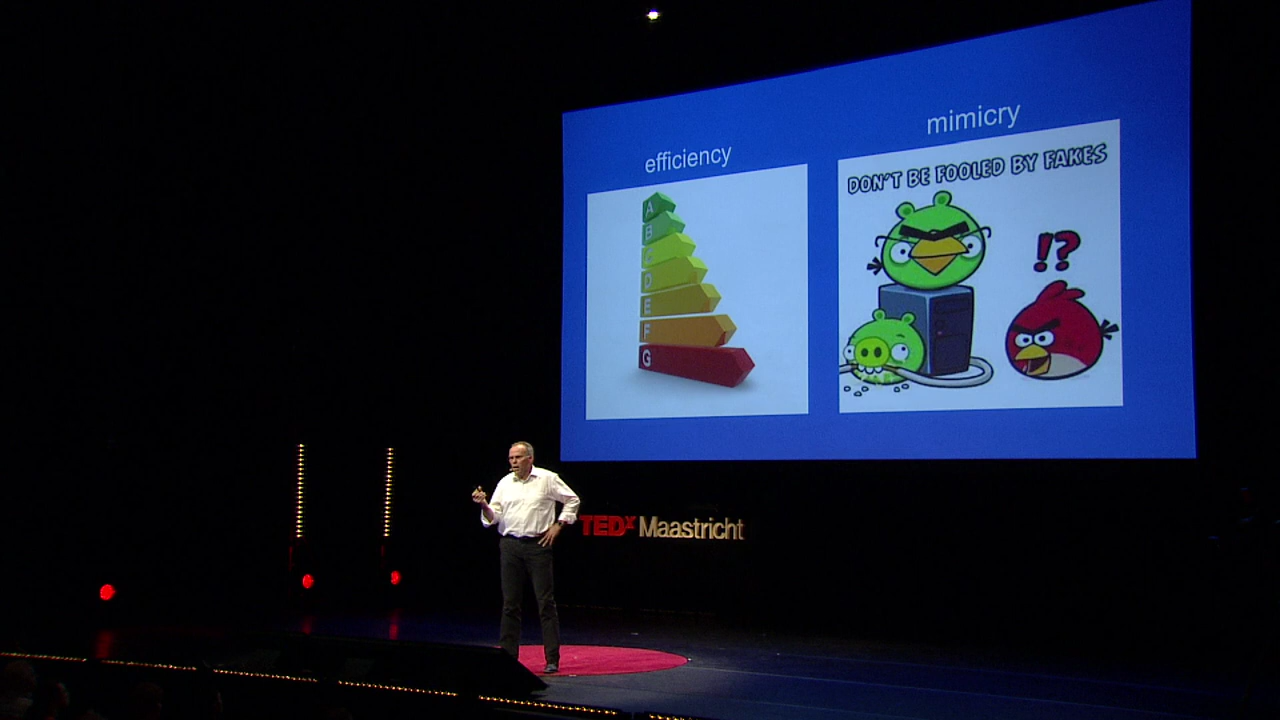 efficiency
A
B
C
D
E
F
G
mimicry
DON'T BE FOOLED BY FAKES
!?
TEDx Maastricht